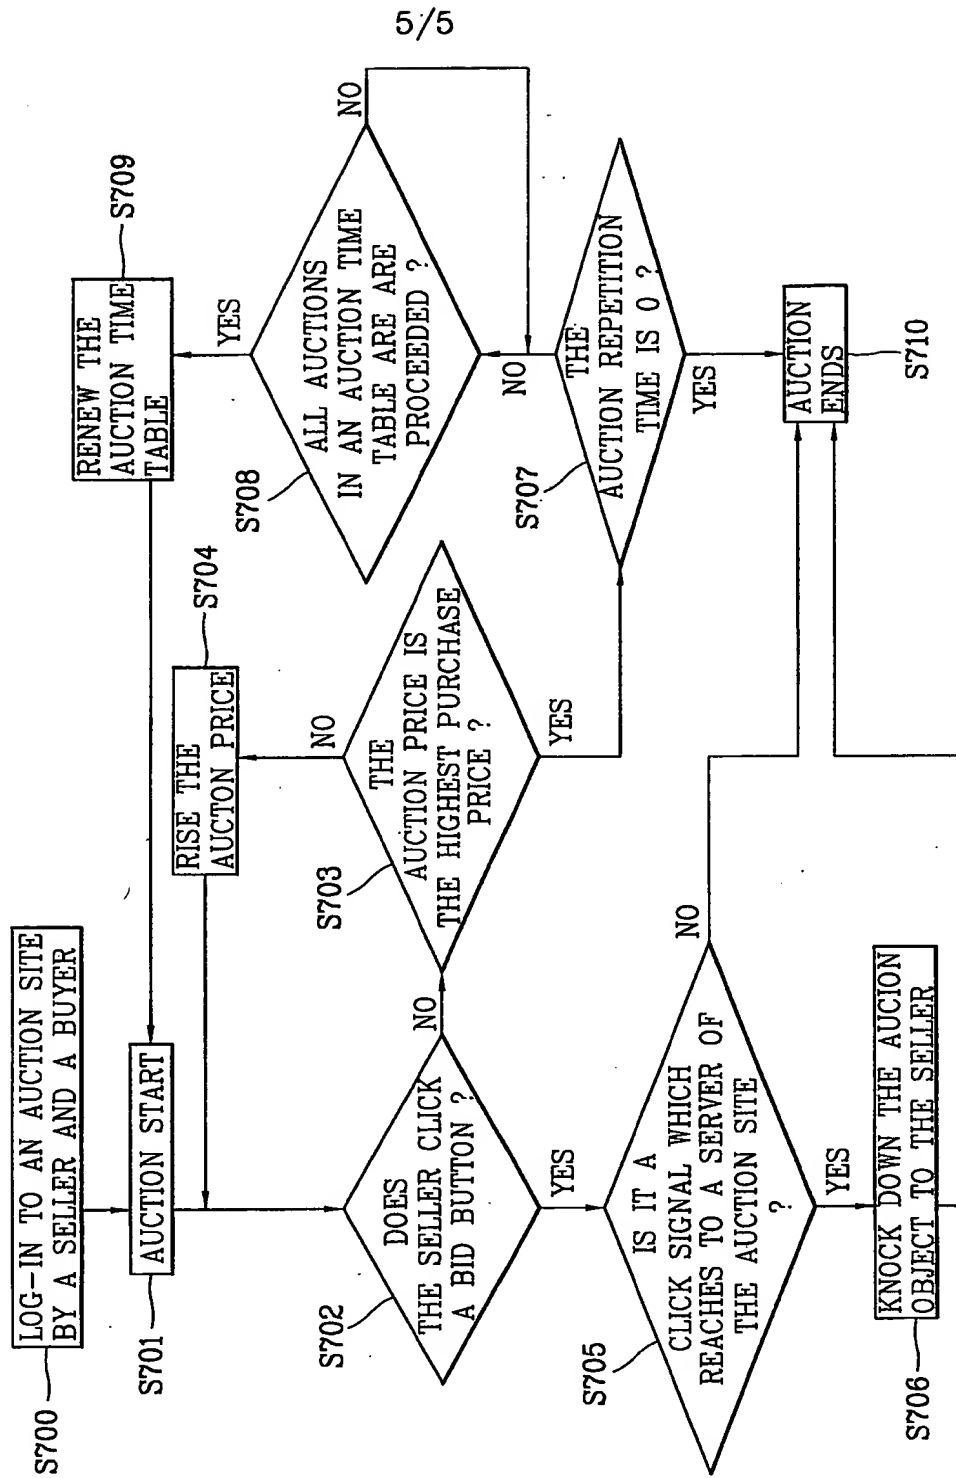 5/5
LOG-IN TO AN AUCTION SITE
BY A SELLER AND A BUYER
S700
AUCTION START
S701
DOES
THE SELLER CLICK
A BID BUTTON ?
S702
NO
YES
THE
AUCTION PRICE IS
THE HIGHEST PURCHASE
PRICE ?
S703
NO
YES
RISE THE
AUCTON PRICE
S704
IS IT A
CLICK SIGNAL WHICH
REACHES TO A SERVER OF
THE AUCTION SITE
?
S705
NO
YES
KNOCK DOWN THE AUCION
OBJECT TO THE SELLER
S706
THE
AUCTION REPETITION
TIME IS 0 ?
S707
NO
YES
ALL AUCTIONS
IN AN AUCTION TIME
TABLE ARE ARE
PROCEEDED ?
S708
NO
YES
RENEW THE
AUCTION TIME
TABLE
S709
AUCTION
ENDS
S710